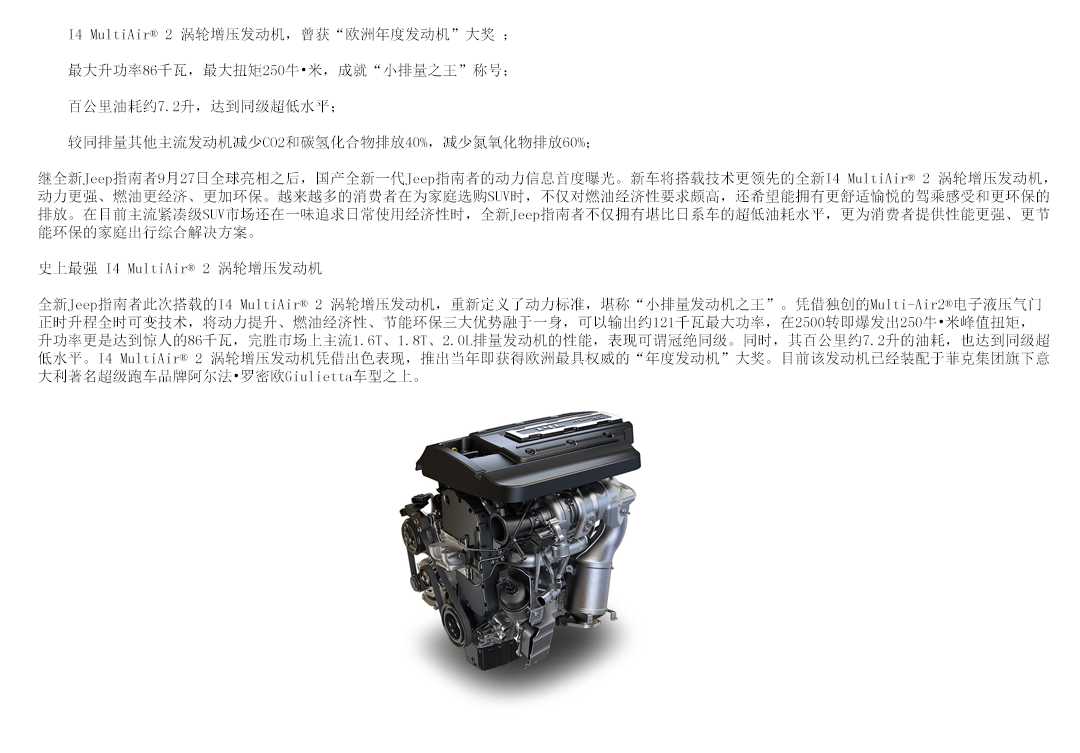 I4 MultiAir® 2 涡轮增压发动机，曾获“欧洲年度发动机”大奖 ；
最大升功率86千瓦，最大扭矩250牛•米，成就“小排量之王”称号；
百公里油耗约7.2升，达到同级超低水平；
较同排量其他主流发动机减少CO2和碳氢化合物排放40%，减少氮氧化物排放60%；
继全新Jeep指南者9月27日全球亮相之后，国产全新一代Jeep指南者的动力信息首度曝光。新车将搭载技术更领先的全新I4 MultiAir® 2 涡轮增压发动机，
动力更强、燃油更经济、更加环保。越来越多的消费者在为家庭选购SUV时，不仅对燃油经济性要求颇高，还希望能拥有更舒适愉悦的驾乘感受和更环保的
排放。在目前主流紧凑级SUV市场还在一味追求日常使用经济性时，全新Jeep指南者不仅拥有堪比日系车的超低油耗水平，更为消费者提供性能更强、更节
能环保的家庭出行综合解决方案。
史上最强 I4 MultiAir® 2 涡轮增压发动机
全新Jeep指南者此次搭载的I4 MultiAir® 2 涡轮增压发动机，重新定义了动力标准，堪称“小排量发动机之王”。凭借独创的Multi-Air2®电子液压气门
正时升程全时可变技术，将动力提升、燃油经济性、节能环保三大优势融于一身，可以输出约121千瓦最大功率，在2500转即爆发出250牛•米峰值扭矩，
升功率更是达到惊人的86千瓦，完胜市场上主流1.6T、1.8T、2.0L排量发动机的性能，表现可谓冠绝同级。同时，其百公里约7.2升的油耗，也达到同级超
低水平。I4 MultiAir® 2 涡轮增压发动机凭借出色表现，推出当年即获得欧洲最具权威的“年度发动机”大奖。目前该发动机已经装配于菲克集团旗下意
大利著名超级跑车品牌阿尔法•罗密欧Giulietta车型之上。